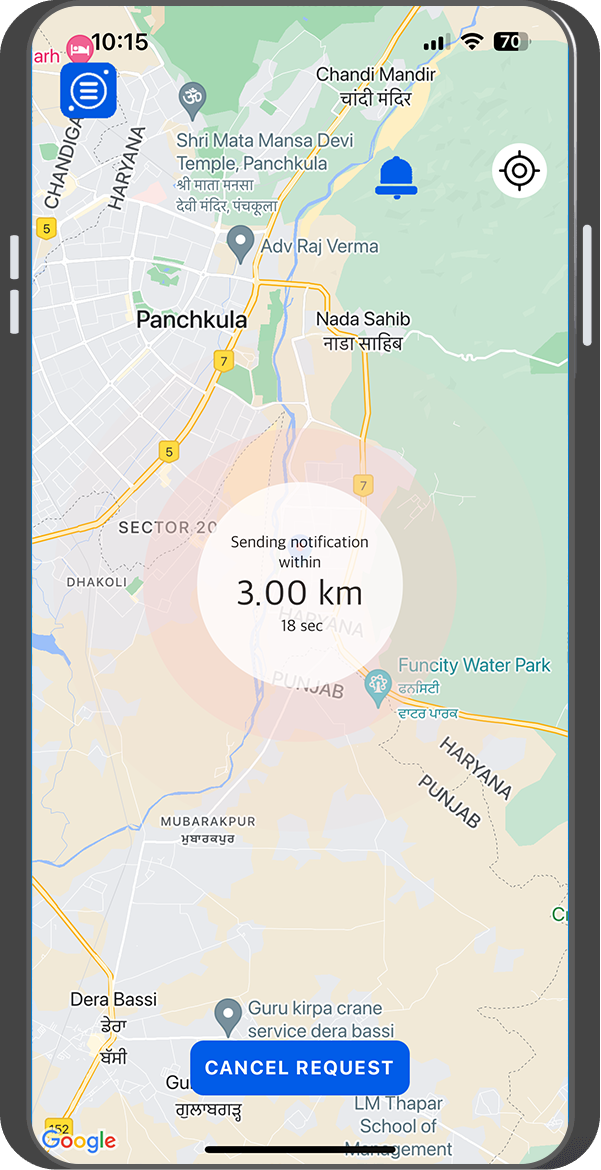 arh
10:15
70
Chandi Mandir
चांदी मंदिर
CHANDIGA
HARYANA
Shri Mata Mansa Devi
Temple, Panchkula
श्री माता मनसा
देवी मंदिर, पंचकूला
5
Adv Raj Verma
Panchkula
Nada Sahib
नाडा साहिब
7
5
7
SECTOR 20
Sending notification
within
3.00 km
18 sec
DHAKOLI
HARYANA
PUNJAB
Funcity Water Park
ਫਨਸਿਟੀ
ਵਾਟਰ ਪਾਰਕ
HARYANA
PUNJAB
MUBARAKPUR
ਮੁਬਾਰਕਪੁਰ
Dera Bassi
ਡੇਰਾ
ਬੱਸੀ
Guru kirpa crane
service dera bassi
CANCEL REQUEST
Gu
ਗੁਲਾਬਗੜ੍ਹ
LM Thapar
School of
Management
152
Google